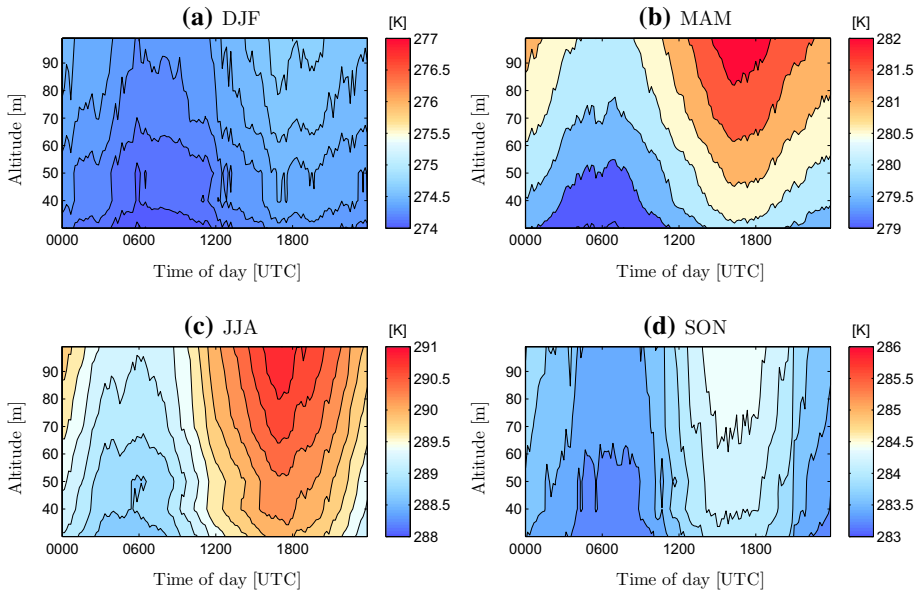 (a) DJF
[K]
277
276.5
276
275.5
275
274.5
274
90
80
70
60
50
40
30
Altitude [m]
0000 0600 1200 1800
Time of day [UTC]
(b) MAM
[K]
282
281.5
281
280.5
280
279.5
279
90
80
70
60
50
40
30
Altitude [m]
0000 0600 1200 1800
Time of day [UTC]
(c) JJA
[K]
291
290.5
290
289.5
289
288.5
288
90
80
70
60
50
40
30
Altitude [m]
0000 0600 1200 1800
Time of day [UTC]
(d) SON
[K]
286
285.5
285
284.5
284
283.5
283
90
80
70
60
50
40
30
Altitude [m]
0000 0600 1200 1800
Time of day [UTC]